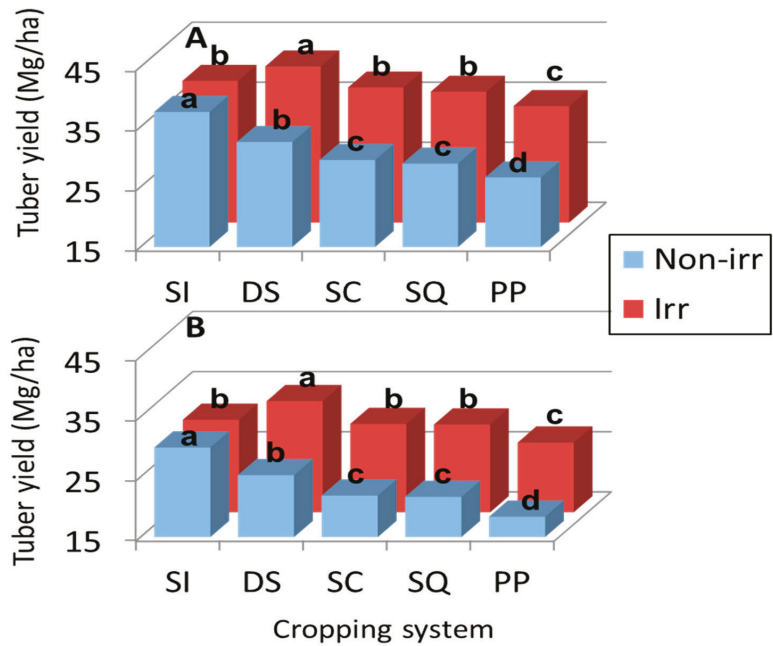 A
Tuber yield (Mg/ha)
45
35
25
15
b a b b c
a b c c d
SI DS SC SQ PP
Non-irr
Irr
B
Tuber yield (Mg/ha)
45
35
25
15
b a b b c
a b c c d
SI DS SC SQ PP
Cropping system